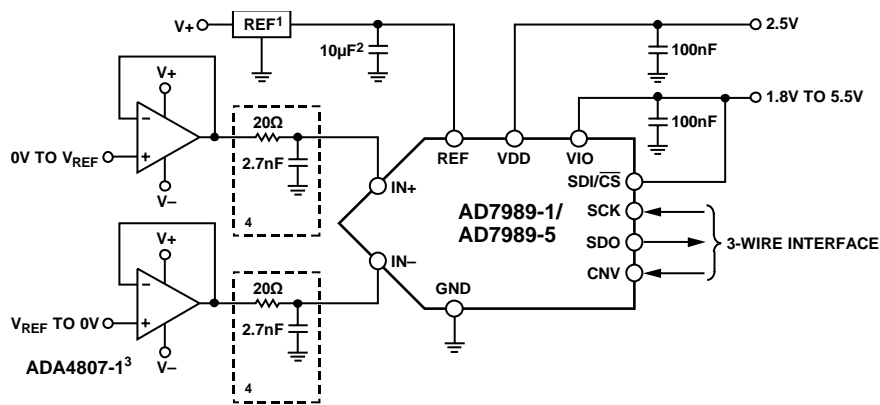 V+
REF¹
10µF²
100nF
2.5V
V+
20Ω
2.7nF
100nF
1.8V TO 5.5V
−
+
0V TO VREF
V−
4
REF
VDD
VIO
SDI/CS
IN+
AD7989-1/
AD7989-5
SCK
SDO
CNV
3-WIRE INTERFACE
IN−
GND
V+
20Ω
2.7nF
−
+
VREF TO 0V
V−
ADA4807-1³
4